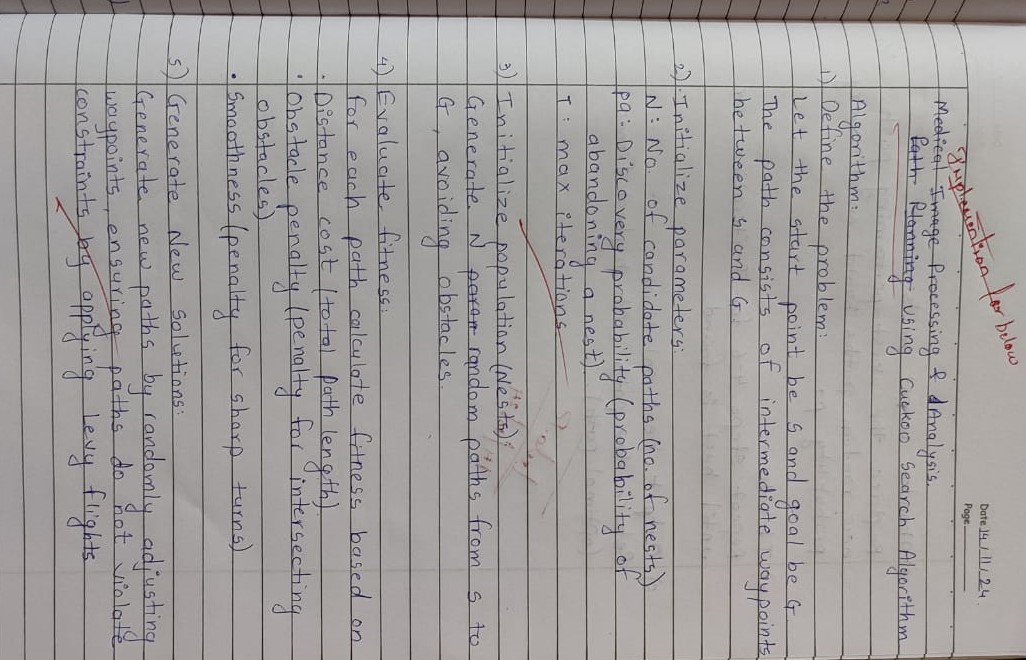 Date 14/11/24
Page
Implementation for below
Medical Image Processing & Analysis.
Path Planning using Cuckoo Search Algorithm
Algorithm:
1) Define the problem:
Let the start point be S and goal be G
The path consists of intermediate waypoints
between S and G.
2) Initialize parameters:
N: No. of candidate paths (no. of nests)
pa: Discovery probability (probability of
abandoning a nest)
T: max iterations
3) Initialize population (Nests):
Generate N param random paths from S to
G, avoiding obstacles.
4) Evaluate fitness:
for each path calculate fitness based on
• Distance cost (total path length).
• Obstacle penalty (penalty for intersecting
obstacles)
• Smoothness (penalty for sharp turns)
5) Generate New Solutions:
Generate new paths by randomly adjusting
waypoints, ensuring paths do not violate
constraints by applying Levy flights